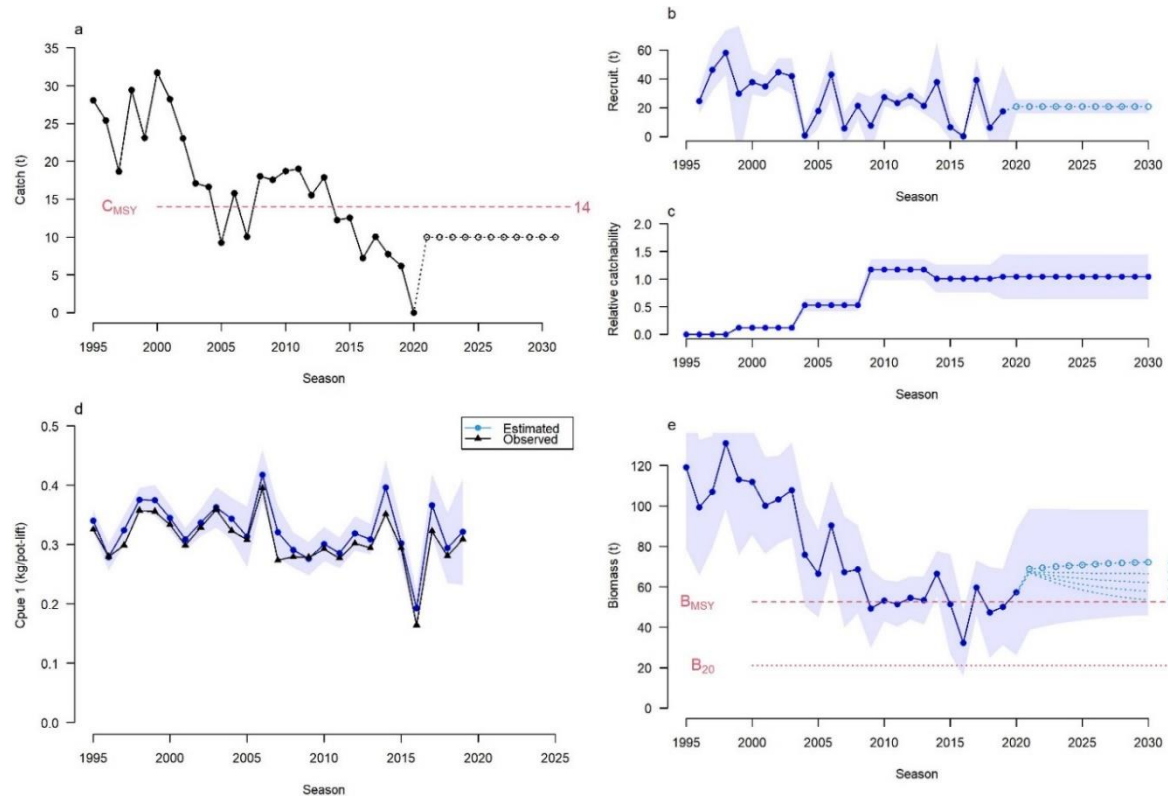 a
35
30
25
20
15
10
5
0
Catch (t)
C_MSY
14
1995 2000 2005 2010 2015 2020 2025 2030
Season
b
60
40
20
0
Recruit. (t)
1995 2000 2005 2010 2015 2020 2025 2030
Season
c
2.0
1.5
1.0
0.5
0.0
Relative catchability
1995 2000 2005 2010 2015 2020 2025 2030
Season
d
0.5
0.4
0.3
0.2
0.1
0.0
Cpue 1 (kg/pot-lift)
Estimated
Observed
1995 2000 2005 2010 2015 2020 2025
Season
e
120
100
80
60
40
20
0
Biomass (t)
B_MSY
B_20
1995 2000 2005 2010 2015 2020 2025 2030
Season